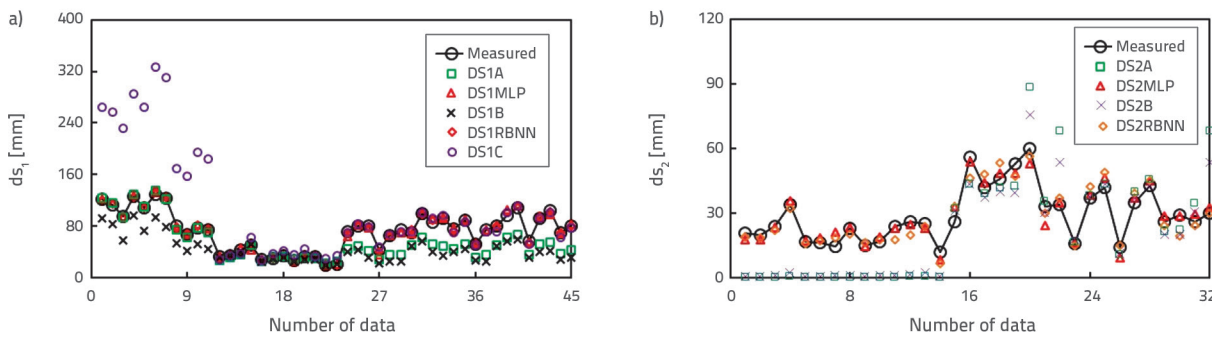 a)
400
320
240
160
80
0
ds₁ [mm]
0
9
18
27
36
45
Number of data
Measured
DS1A
DS1MLP
DS1B
DS1RBNN
DS1C
b)
120
90
60
30
0
ds₂ [mm]
0
8
16
24
32
Number of data
Measured
DS2A
DS2MLP
DS2B
DS2RBNN